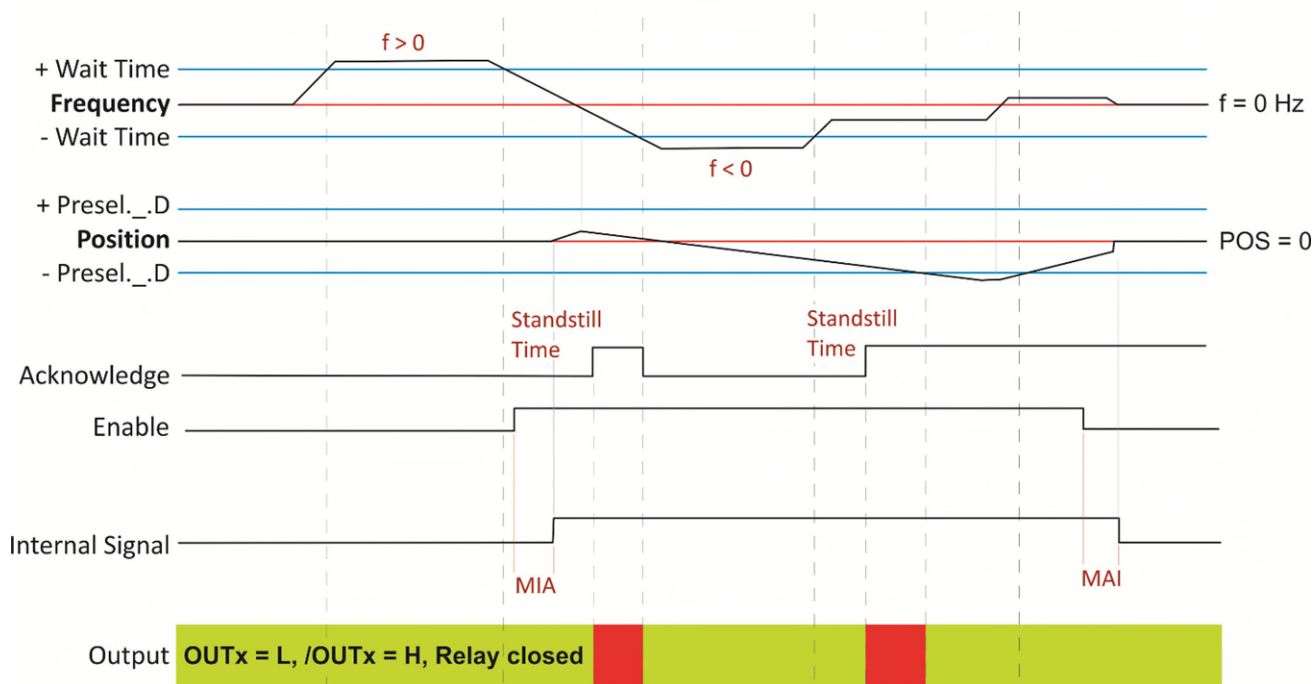 f > 0
+ Wait Time
Frequency
f = 0 Hz
- Wait Time
f < 0
+ Presel._.D
Position
POS = 0
- Presel._.D
Standstill
Time
Standstill
Time
Acknowledge
Enable
Internal Signal
MIA
MAI
Output
OUTx = L, /OUTx = H, Relay closed